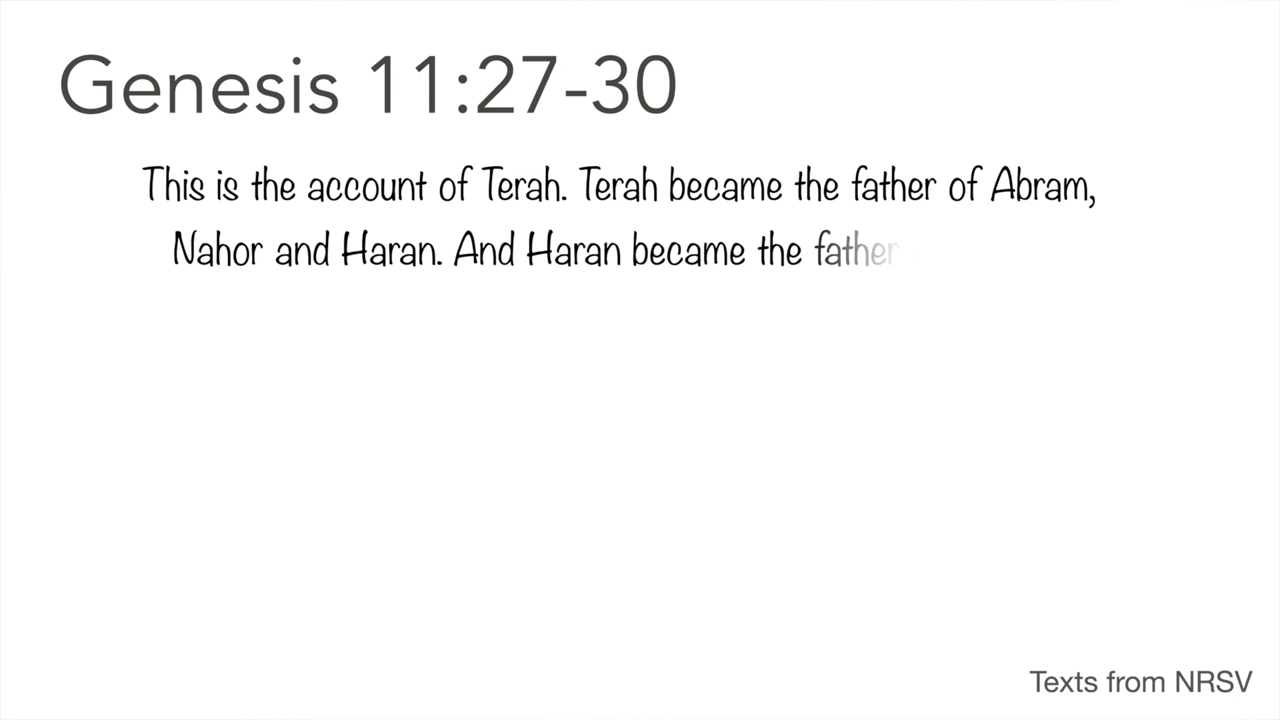 Genesis 11:27-30
This is the account of Terah. Terah became the father of Abram,
Nahor and Haran. And Haran became the father
Texts from NRSV